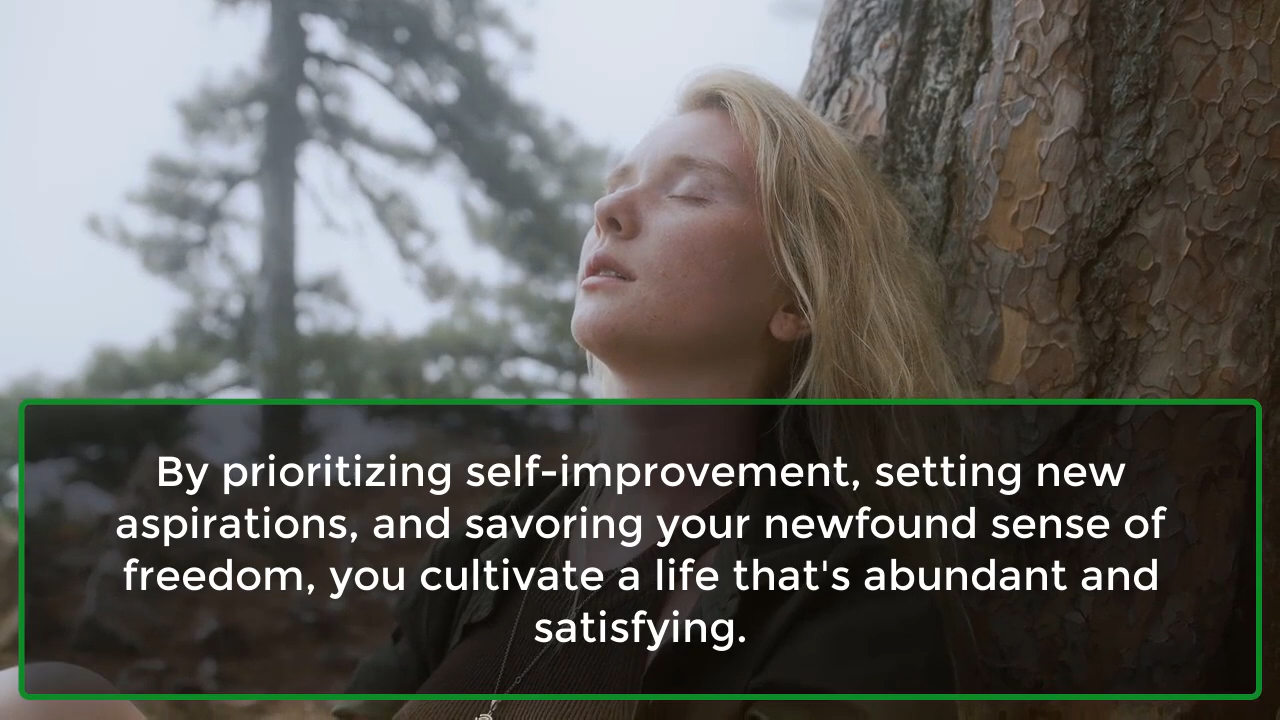 By prioritizing self-improvement, setting new
aspirations, and savoring your newfound sense of
freedom, you cultivate a life that's abundant and
satisfying.